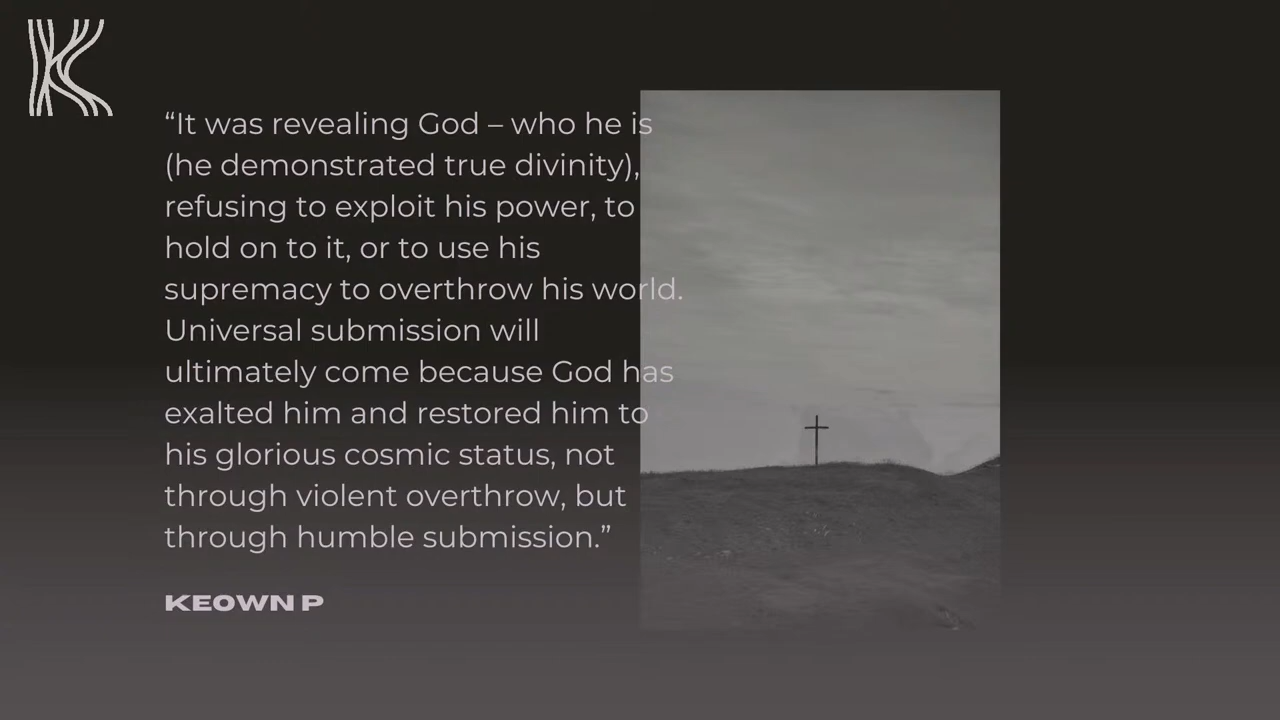 “It was revealing God – who he is
(he demonstrated true divinity),
refusing to exploit his power, to
hold on to it, or to use his
supremacy to overthrow his world.
Universal submission will
ultimately come because God has
exalted him and restored him to
his glorious cosmic status, not
through violent overthrow, but
through humble submission.”
KEOWN P